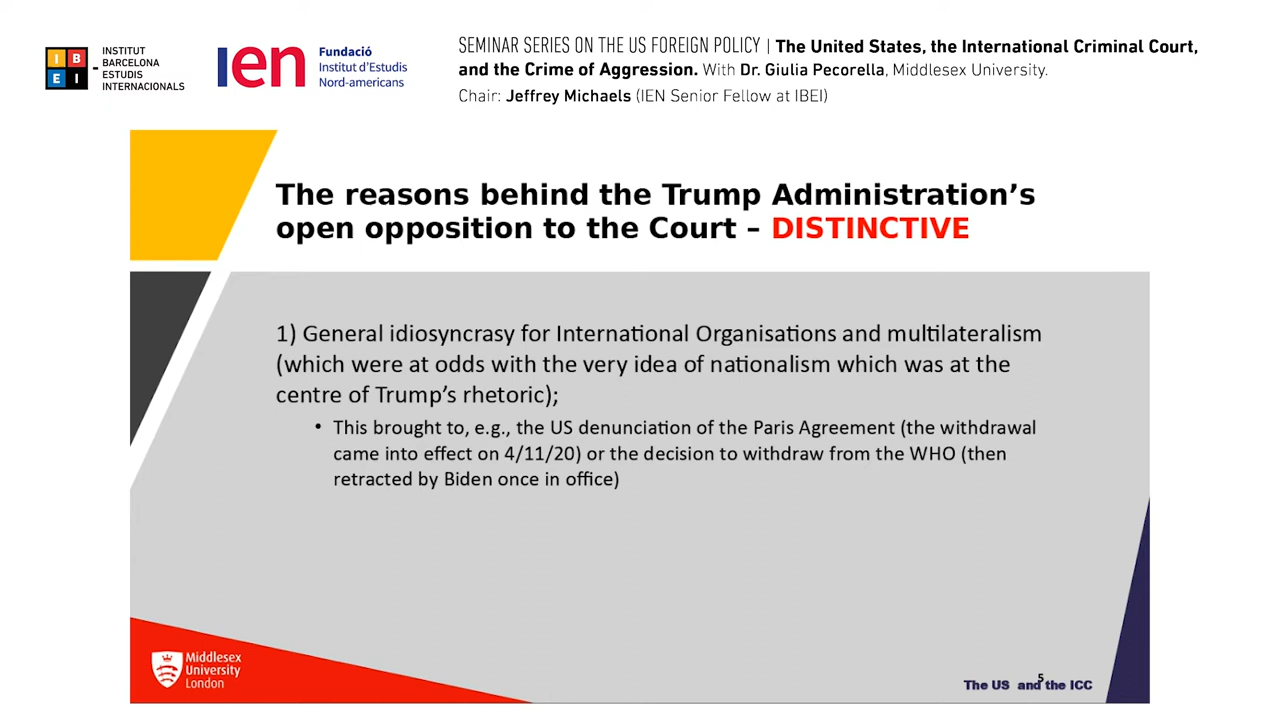 IBEI
INSTITUT
BARCELONA
ESTUDIS
INTERNACIONALS
ien
Fundació
Institut d'Estudis
Nord-americans
SEMINAR SERIES ON THE US FOREIGN POLICY | The United States, the International Criminal Court,
and the Crime of Aggression. With Dr. Giulia Pecorella, Middlesex University.
Chair: Jeffrey Michaels (IEN Senior Fellow at IBEI)
The reasons behind the Trump Administration’s
open opposition to the Court – DISTINCTIVE
1) General idiosyncrasy for International Organisations and multilateralism
(which were at odds with the very idea of nationalism which was at the
centre of Trump’s rhetoric);
• This brought to, e.g., the US denunciation of the Paris Agreement (the withdrawal
came into effect on 4/11/20) or the decision to withdraw from the WHO (then
retracted by Biden once in office)
Middlesex
University
London
5
The US and the ICC